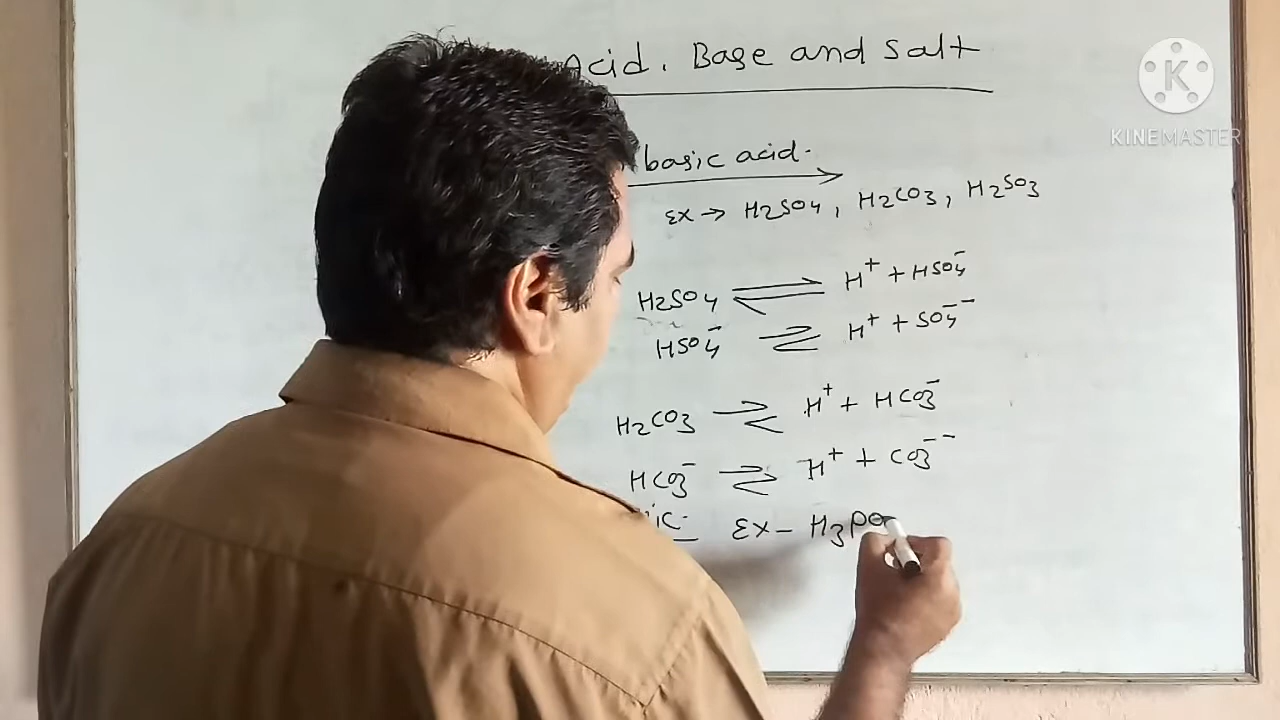 Acid, Base and Salt
K
KINEMASTER
basic acid.
Ex → H2SO4, H2CO3, H2SO3
H2SO4 ⇌ H⁺ + HSO4⁻
HSO4⁻ ⇌ H⁺ + SO4⁻⁻
H2CO3 ⇌ H⁺ + HCO3⁻
HCO3⁻ ⇌ H⁺ + CO3⁻⁻
Ex - H3PO